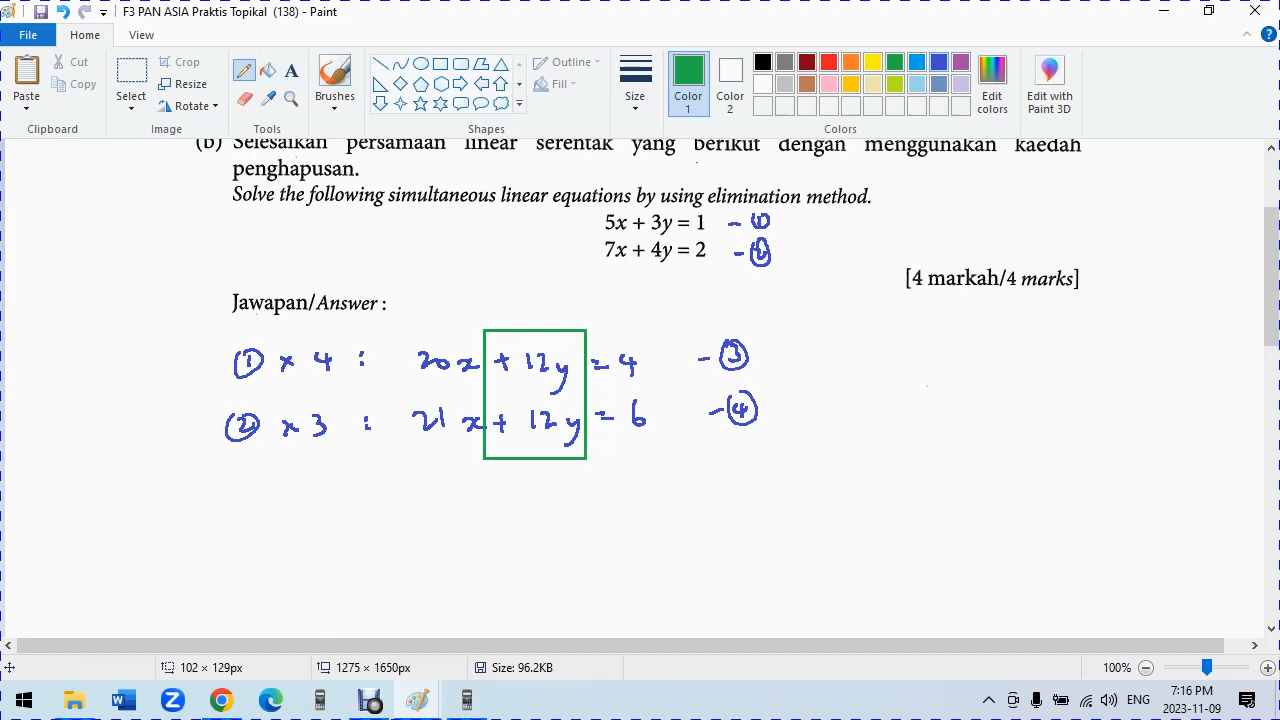 F3 PAN ASIA Praktis Topikal (138) - Paint
File Home View
Paste
Cut
Copy
Clipboard
Select
Crop
Resize
Rotate
Image
A
Tools
Brushes
Outline
Fill
Shapes
Size
Color 1
Color 2
Edit colors
Edit with Paint 3D
Colors
(b) Selesaikan persamaan linear serentak yang berikut dengan menggunakan kaedah
penghapusan.
Solve the following simultaneous linear equations by using elimination method.
5x + 3y = 1 - ①
7x + 4y = 2 - ②
[4 markah/4 marks]
Jawapan/Answer :
① × 4 : 20x + 12y = 4 - ③
② × 3 : 21x + 12y = 6 - ④
102 × 129px 1275 × 1650px Size: 96.2KB 100%
ENG 7:16 PM
2023-11-09